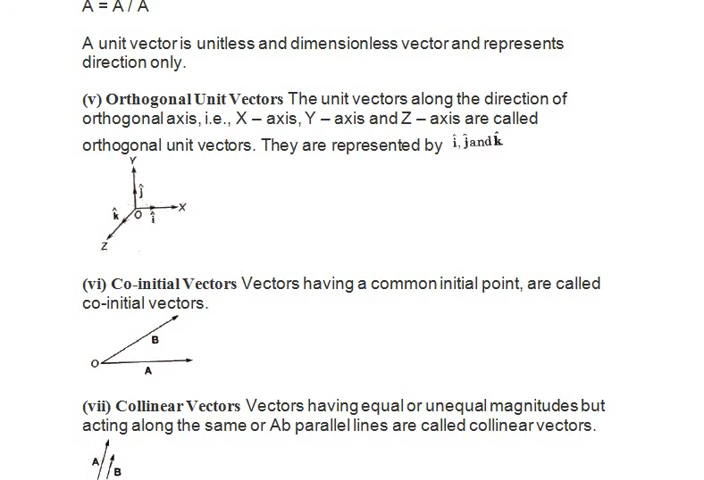 A = A / A
A unit vector is unitless and dimensionless vector and represents
direction only.
(v) Orthogonal Unit Vectors The unit vectors along the direction of
orthogonal axis, i.e., X – axis, Y – axis and Z – axis are called
orthogonal unit vectors. They are represented by î, ĵ and k̂
Y
ĵ
X
k̂ O î
Z
(vi) Co-initial Vectors Vectors having a common initial point, are called
co-initial vectors.
B
O
A
(vii) Collinear Vectors Vectors having equal or unequal magnitudes but
acting along the same or Ab parallel lines are called collinear vectors.
A
B